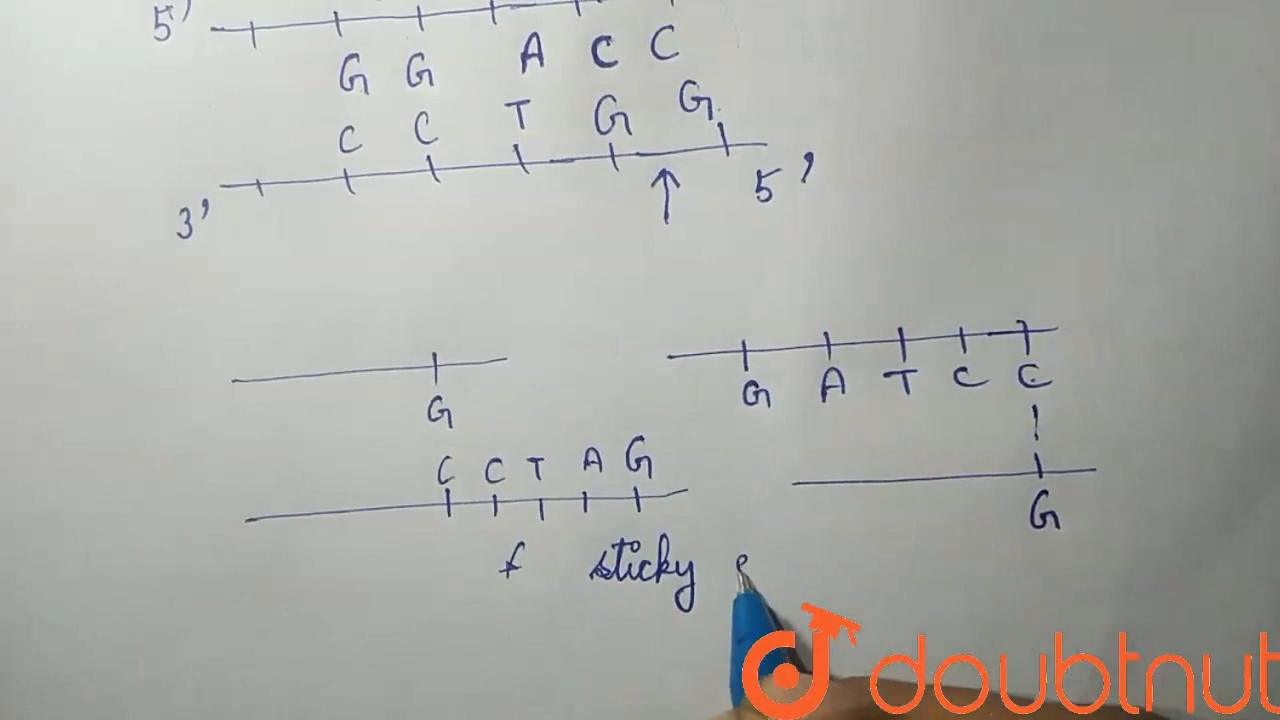 5'
G G A C C
C C T G G
3' 5'
G G A T C C
C C T A G G
f sticky e
doubtnut